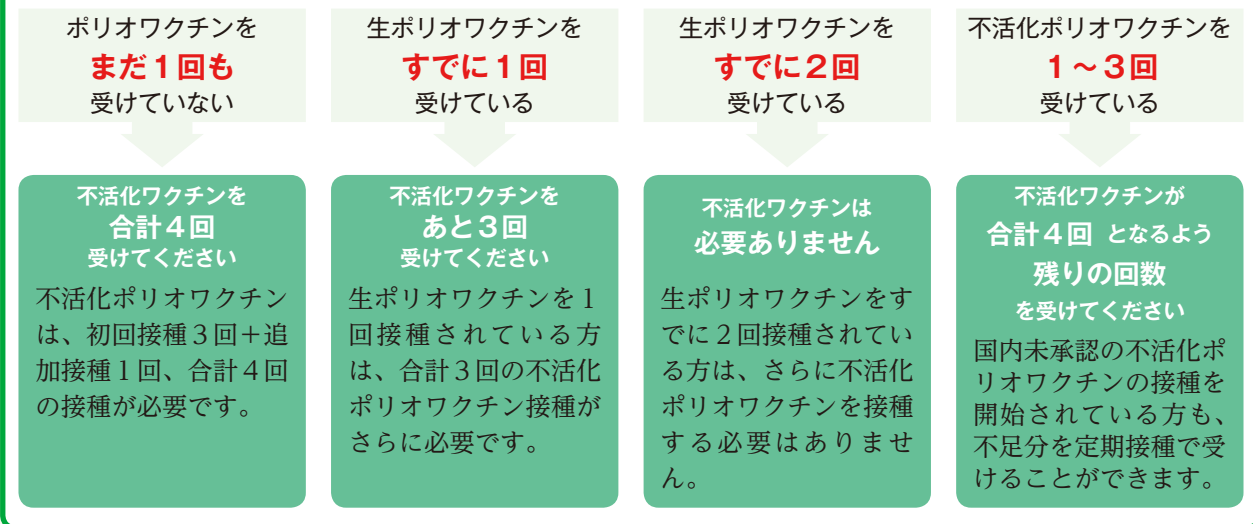 ポリオワクチンを
まだ1回も
受けていない
不活化ワクチンを
合計4回
受けてください
不活化ポリオワクチン
は、初回接種3回+追
加接種1回、合計4回
の接種が必要です。
生ポリオワクチンを
すでに1回
受けている
不活化ワクチンを
あと3回
受けてください
生ポリオワクチンを1
回接種されている方
は、合計3回の不活化
ポリオワクチン接種が
さらに必要です。
生ポリオワクチンを
すでに2回
受けている
不活化ワクチンは
必要ありません
生ポリオワクチンをす
でに2回接種されてい
る方は、さらに不活化
ポリオワクチンを接種
する必要はありませ
ん。
不活化ポリオワクチンを
1~3回
受けている
不活化ワクチンが
合計4回 となるよう
残りの回数
を受けてください
国内未承認の不活化ポ
リオワクチンの接種を
開始されている方も、
不足分を定期接種で受
けることができます。